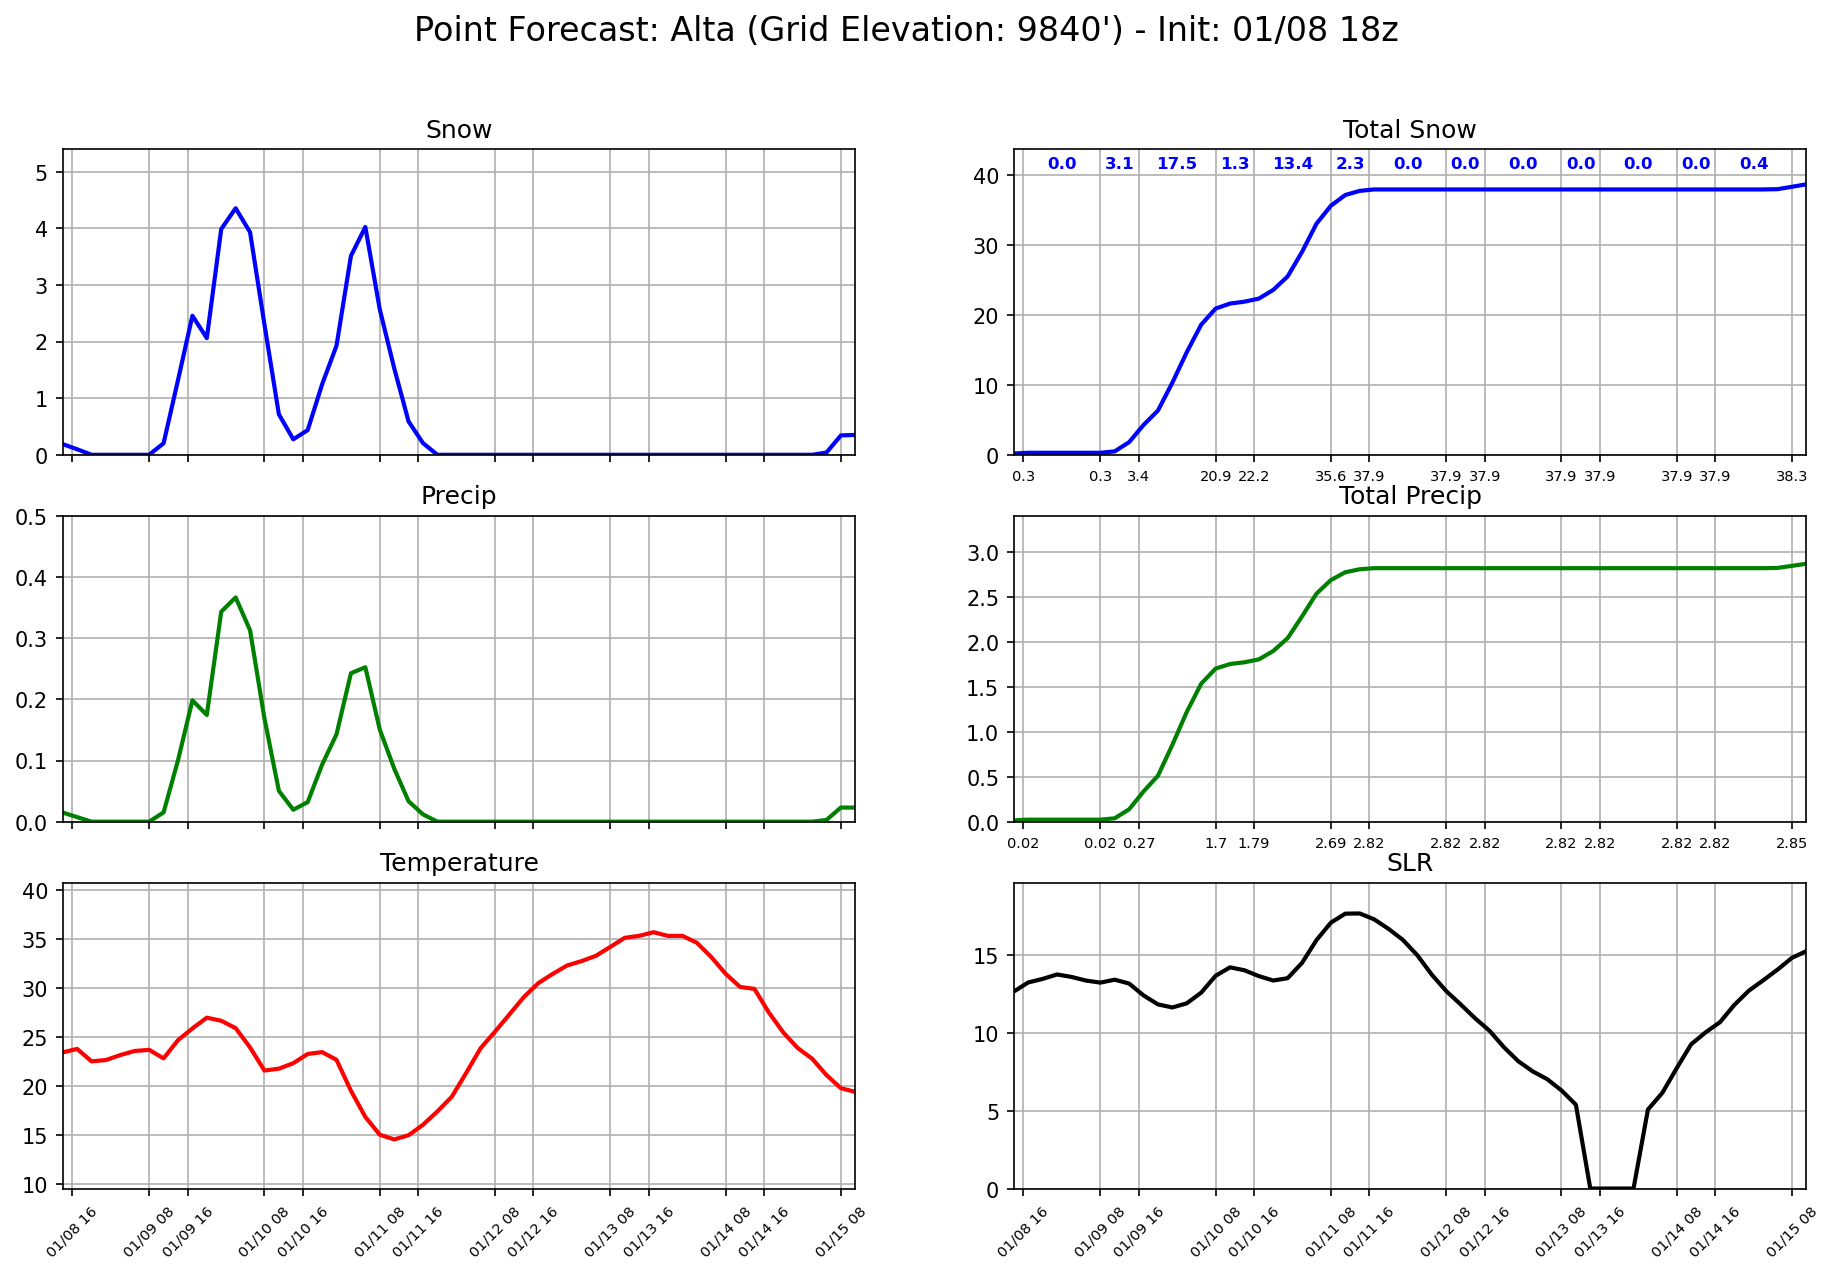 Point Forecast: Alta (Grid Elevation: 9840') - Init: 01/08 18z
Snow
5
4
3
2
1
0
Total Snow
0.0 3.1 17.5 1.3 13.4 2.3 0.0 0.0 0.0 0.0 0.0 0.0 0.4
40
30
20
10
0
0.3 0.3 3.4 20.9 22.2 35.6 37.9 37.9 37.9 37.9 37.9 37.9 37.9 38.3
Precip
0.5
0.4
0.3
0.2
0.1
0.0
Total Precip
3.0
2.5
2.0
1.5
1.0
0.5
0.0
0.02 0.02 0.27 1.7 1.79 2.69 2.82 2.82 2.82 2.82 2.82 2.82 2.82 2.85
Temperature
40
35
30
25
20
15
10
01/08 16 01/09 08 01/09 16 01/10 08 01/10 16 01/11 08 01/11 16 01/12 08 01/12 16 01/13 08 01/13 16 01/14 08 01/14 16 01/15 08
SLR
15
10
5
0
01/08 16 01/09 08 01/09 16 01/10 08 01/10 16 01/11 08 01/11 16 01/12 08 01/12 16 01/13 08 01/13 16 01/14 08 01/14 16 01/15 08